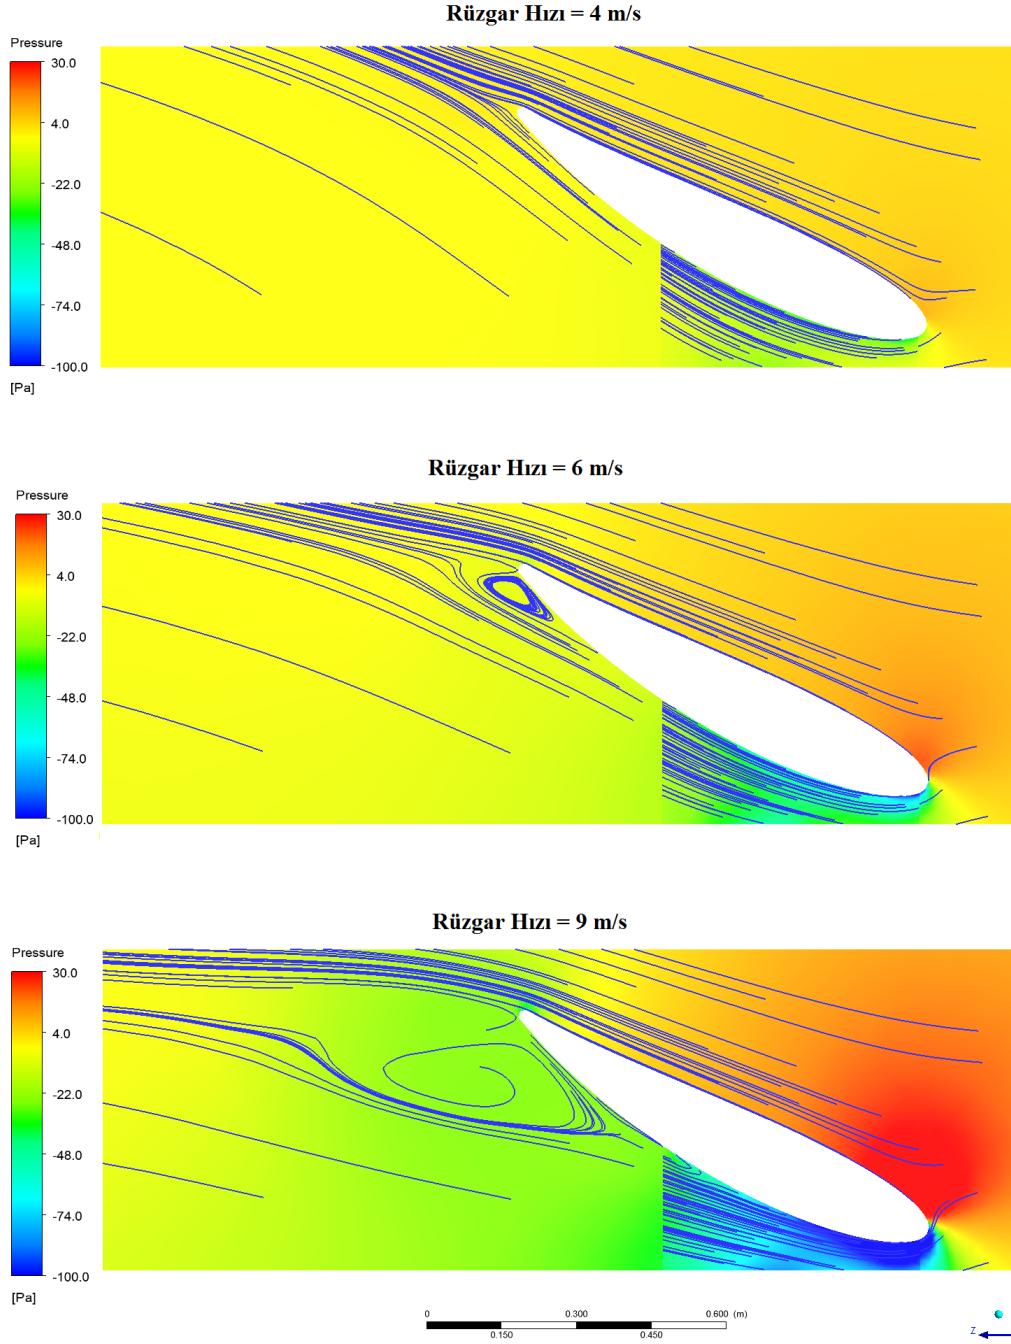 Rüzgar Hızı = 4 m/s
Pressure
30.0
4.0
-22.0
-48.0
-74.0
-100.0
[Pa]
Rüzgar Hızı = 6 m/s
Pressure
30.0
4.0
-22.0
-48.0
-74.0
-100.0
[Pa]
Rüzgar Hızı = 9 m/s
Pressure
30.0
4.0
-22.0
-48.0
-74.0
-100.0
[Pa]
0 0.300 0.600 (m)
0.150 0.450
Z